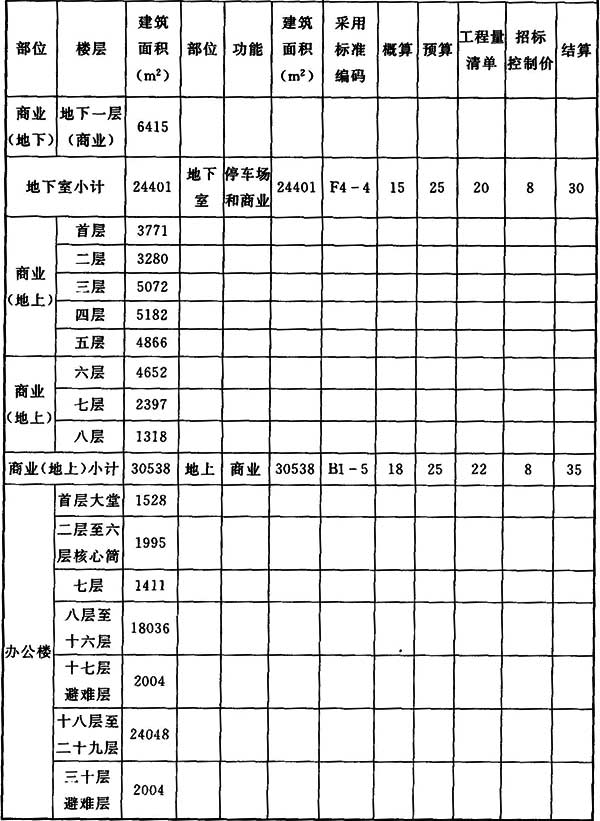 部位 楼层 建筑面积(m²) 部位 功能 建筑面积(m²) 采用标准编码 概算 预算 工程量清单 招标控制价 结算
商业(地下) 地下一层(商业) 6415
地下室小计 24401 地下室 停车场和商业 24401 F4-4 15 25 20 8 30
商业(地上) 首层 3771
二层 3280
三层 5072
四层 5182
五层 4866
商业(地上) 六层 4652
七层 2397
八层 1318
商业(地上)小计 30538 地上 商业 30538 B1-5 18 25 22 8 35
办公楼 首层大堂 1528
二层至六层核心筒 1995
七层 1411
八层至十六层 18036
十七层避难层 2004
十八层至二十九层 24048
三十层避难层 2004